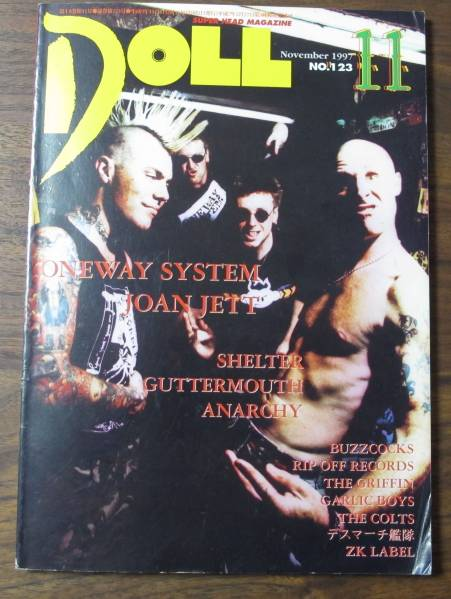 SUPER HEAD MAGAZINE
DOLL
November 1997
NO.123
11
ONEWAY SYSTEM
JOAN JETT
SHELTER
GUTTERMOUTH
ANARCHY
BUZZCOCKS
RIP OFF RECORDS
THE GRIFFIN
GARLIC BOYS
THE COLTS
デスマーチ艦隊
ZK LABEL